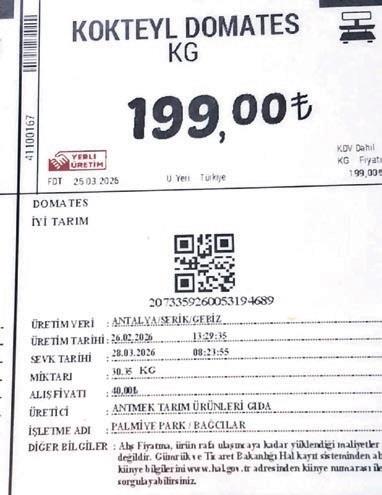 KOKTEYL DOMATES
KG
199,00₺
41100167
YERLİ
ÜRETİM
FDT 25.03.2026
Ü.Yeri Türkiye
KDV Dahil
KG Fiyatı
199,00₺
DOMATES
İYİ TARIM
2073359260053194689
ÜRETİM YERİ : ANTALYA/SERİK/GEBİZ
ÜRETİM TARİHİ : 26.02.2026 13:29:35
SEVK TARİHİ : 28.03.2026 08:23:55
MİKTARI : 30.35 KG
ALIŞ FİYATI : 40.00₺
ÜRETİCİ : ANTMEK TARIM ÜRÜNLERİ GIDA
İŞLETME ADI : PALMİYE PARK / BAĞCILAR
DİĞER BİLGİLER : Alış Fiyatına, ürün rafa ulaşıncaya kadar yüklendiği maliyetler
değildir. Gümrük ve Ticaret Bakanlığı Hal kayıt sisteminden
künye bilgilerini www.hal.gov.tr adresinden künye numarası ile
sorgulayabilirsiniz.